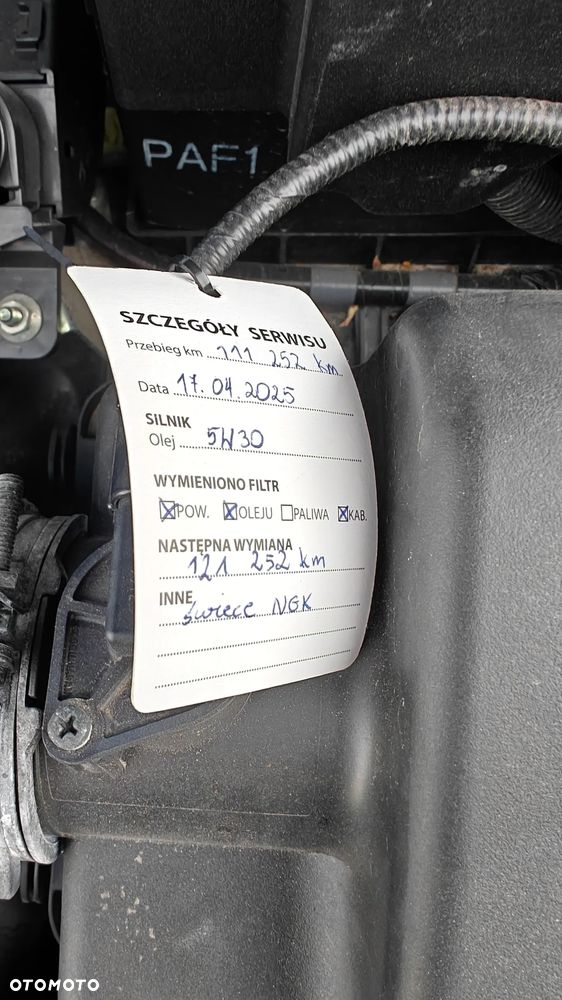 PAF1
SZCZEGÓŁY SERWISU
Przebieg km 111 252 km
Data 17.04.2025
SILNIK
Olej 5W30
WYMIENIONO FILTR
POW. OLEJU PALIWA KAB.
NASTĘPNA WYMIANA
121 252 km
INNE
świece NGK
OTOMOTO